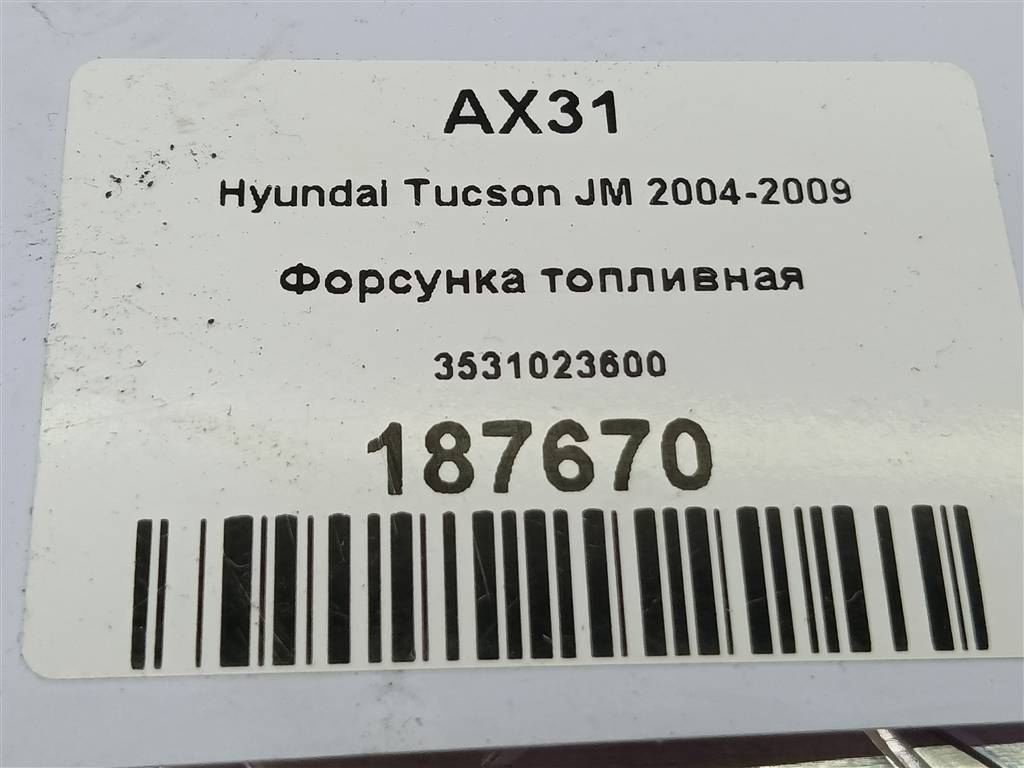 AX31
Hyundai Tucson JM 2004-2009
Форсунка топливная
3531023600
187670